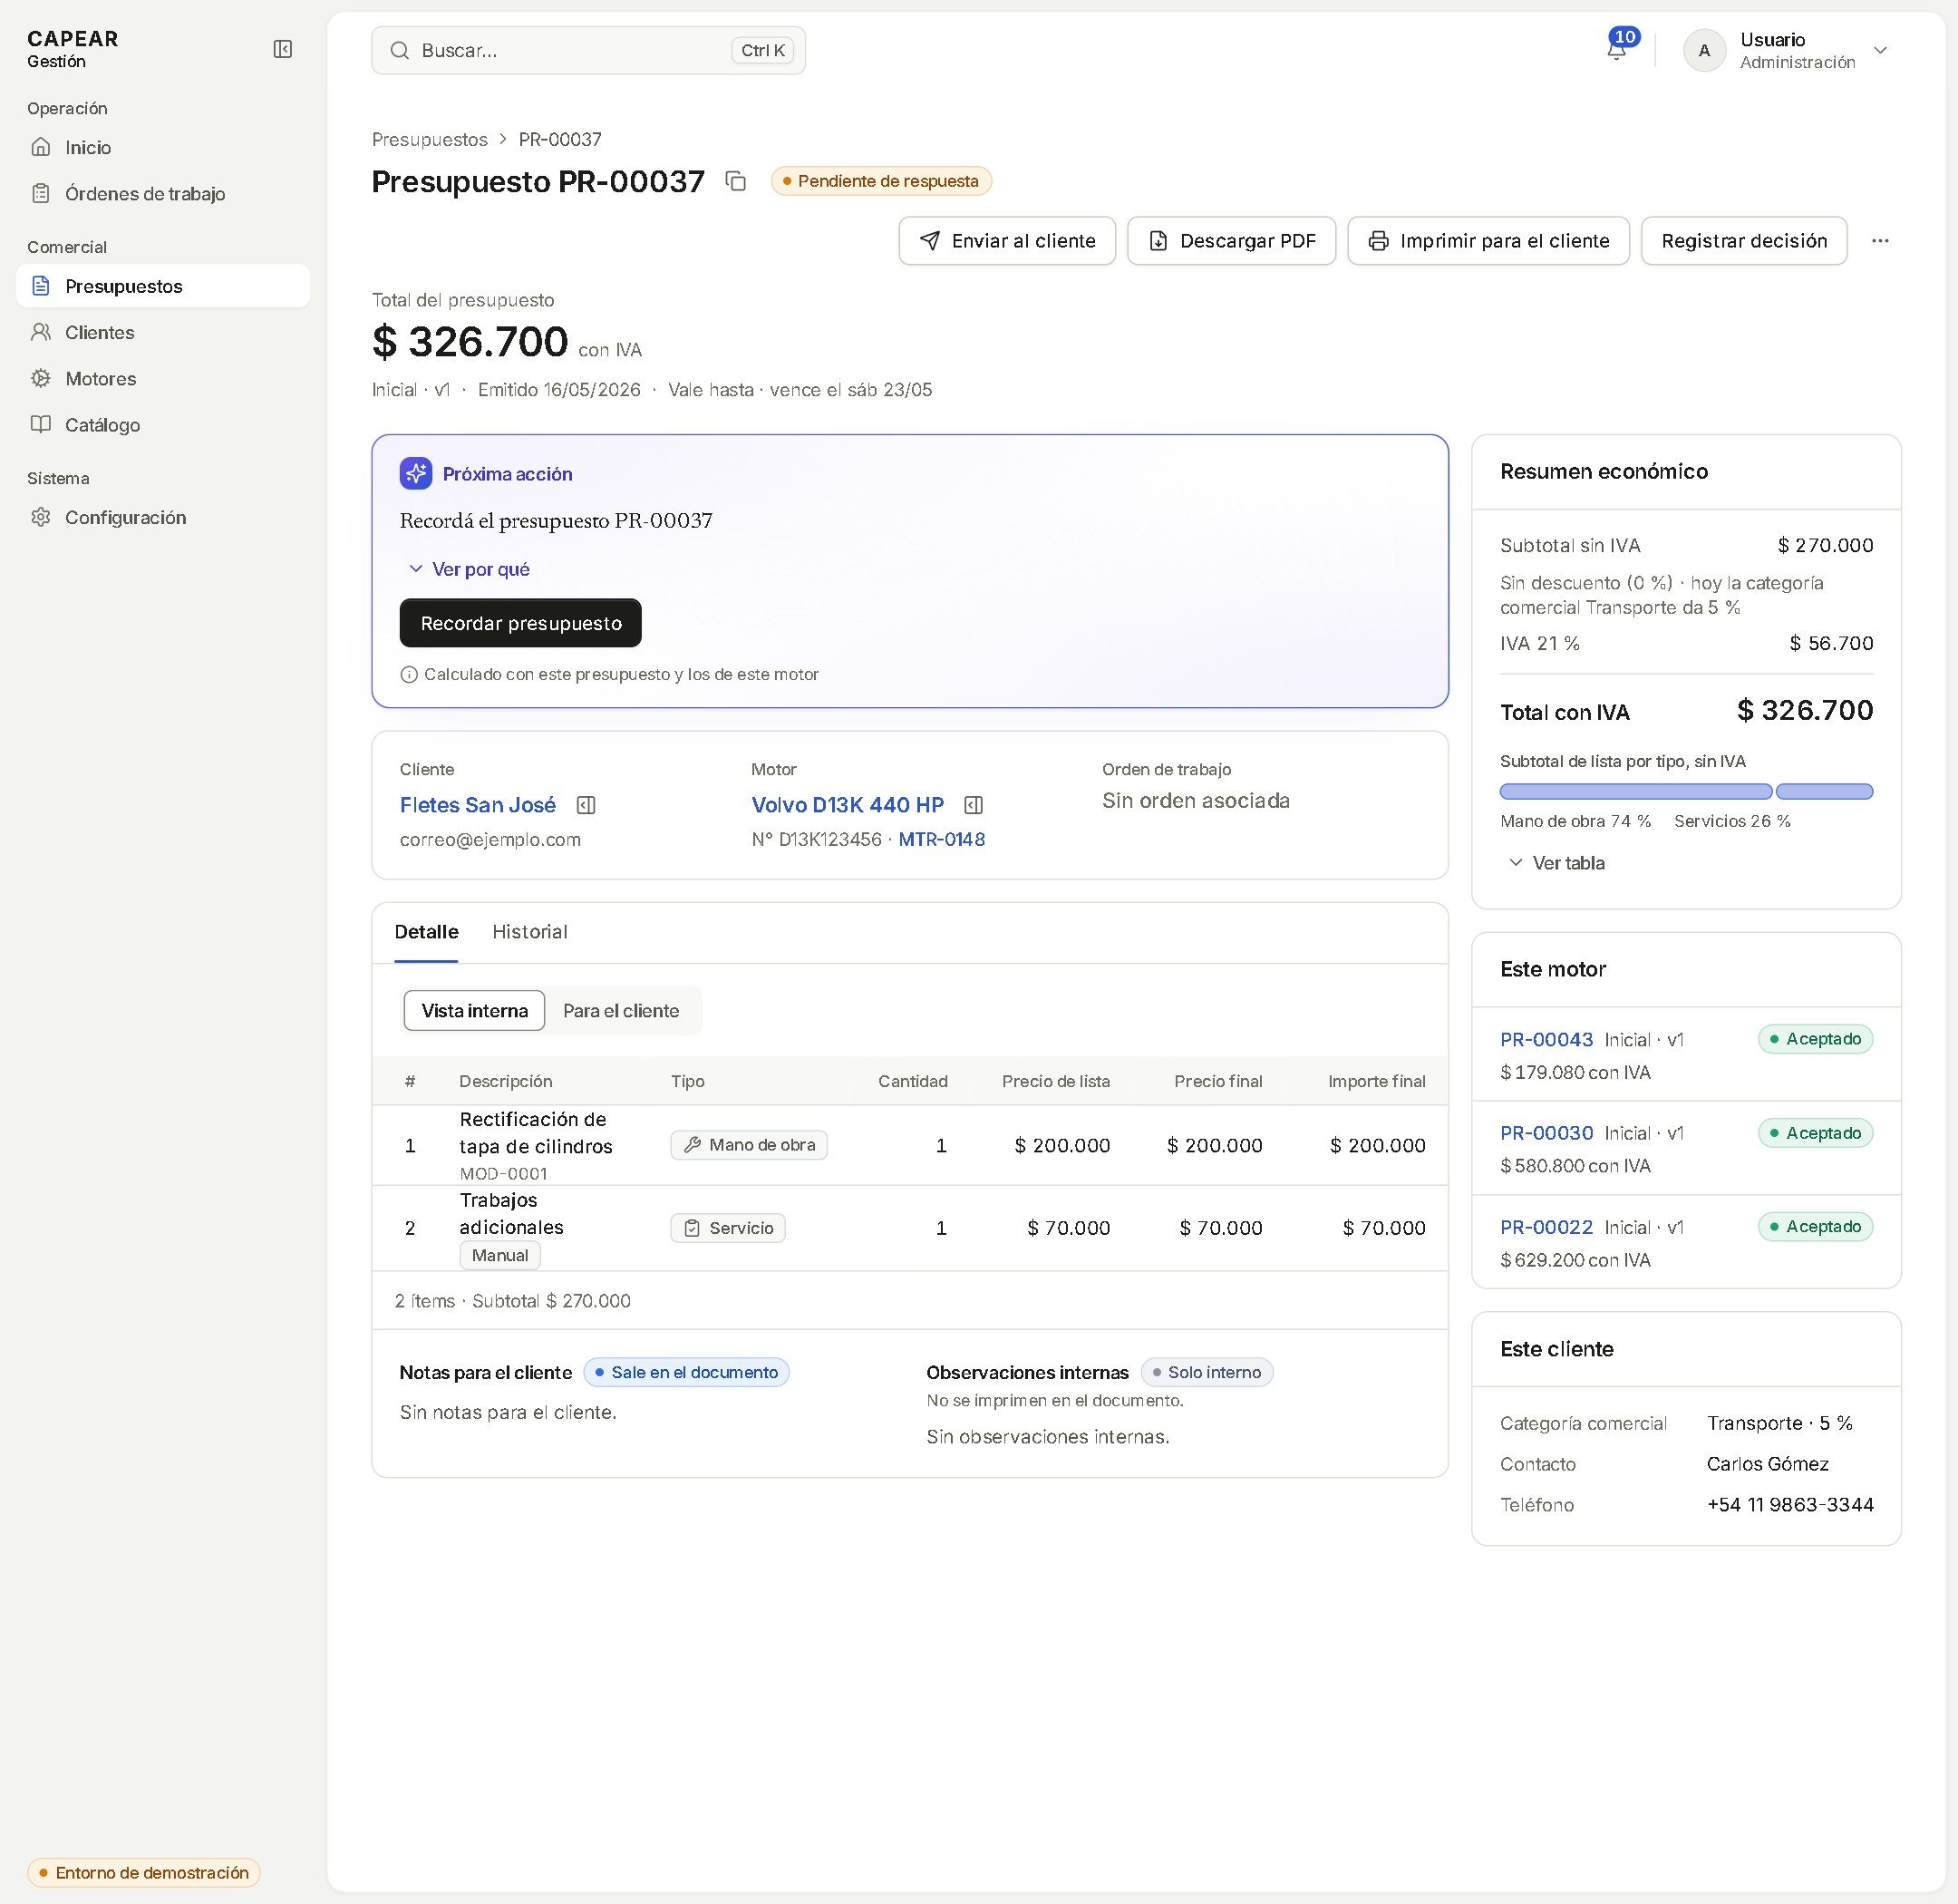 CAPEAR
Gestión
Operación
Inicio
Órdenes de trabajo
Comercial
Presupuestos
Clientes
Motores
Catálogo
Sistema
Configuración
Entorno de demostración
Buscar...
Ctrl K
10
A
Usuario
Administración
Presupuestos > PR-00037
Presupuesto PR-00037
Pendiente de respuesta
Enviar al cliente
Descargar PDF
Imprimir para el cliente
Registrar decisión
Total del presupuesto
$ 326.700 con IVA
Inicial · v1 · Emitido 16/05/2026 · Vale hasta · vence el sáb 23/05
Próxima acción
Recordá el presupuesto PR-00037
Ver por qué
Recordar presupuesto
Calculado con este presupuesto y los de este motor
Cliente
Fletes San José
correo@ejemplo.com
Motor
Volvo D13K 440 HP
N° D13K123456 · MTR-0148
Orden de trabajo
Sin orden asociada
Detalle
Historial
Vista interna
Para el cliente
# Descripción Tipo Cantidad Precio de lista Precio final Importe final
1 Rectificación de tapa de cilindros MOD-0001 Mano de obra 1 $ 200.000 $ 200.000 $ 200.000
2 Trabajos adicionales Manual Servicio 1 $ 70.000 $ 70.000 $ 70.000
2 ítems · Subtotal $ 270.000
Notas para el cliente
Sale en el documento
Sin notas para el cliente.
Observaciones internas
Solo interno
No se imprimen en el documento.
Sin observaciones internas.
Resumen económico
Subtotal sin IVA $ 270.000
Sin descuento (0 %) · hoy la categoría
comercial Transporte da 5 %
IVA 21 % $ 56.700
Total con IVA $ 326.700
Subtotal de lista por tipo, sin IVA
Mano de obra 74 % Servicios 26 %
Ver tabla
Este motor
PR-00043 Inicial · v1 Aceptado
$ 179.080 con IVA
PR-00030 Inicial · v1 Aceptado
$ 580.800 con IVA
PR-00022 Inicial · v1 Aceptado
$ 629.200 con IVA
Este cliente
Categoría comercial Transporte · 5 %
Contacto Carlos Gómez
Teléfono +54 11 9863-3344